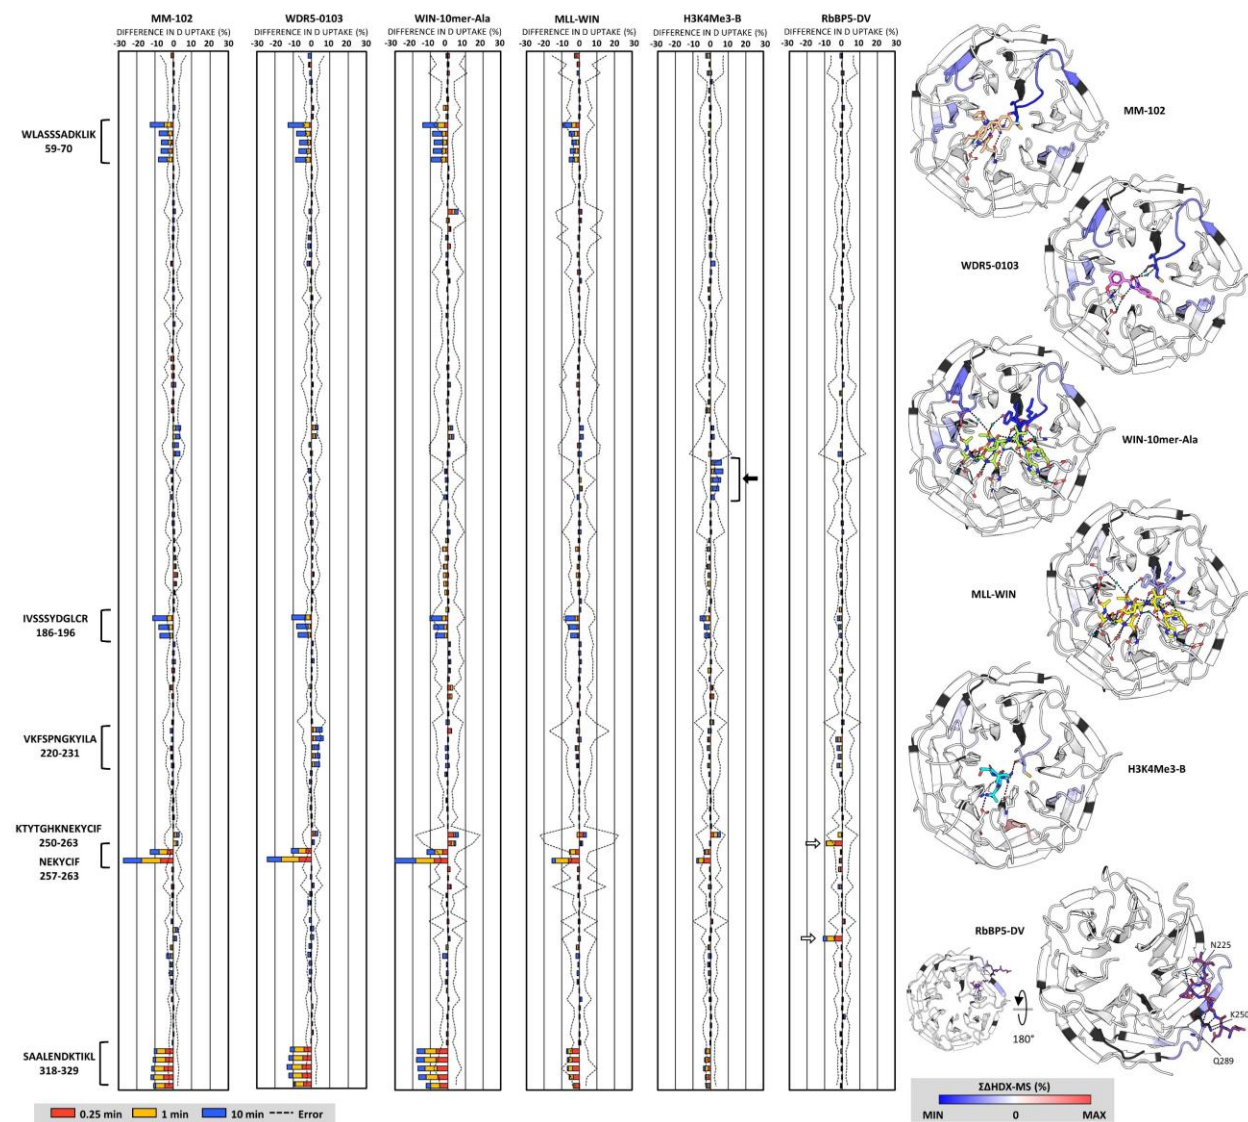 MM-102 WDR5-0103 WIN-10mer-Ala MLL-WIN H3K4Me3-B RbBP5-DV
DIFFERENCE IN D UPTAKE (%) DIFFERENCE IN D UPTAKE (%) DIFFERENCE IN D UPTAKE (%) DIFFERENCE IN D UPTAKE (%) DIFFERENCE IN D UPTAKE (%) DIFFERENCE IN D UPTAKE (%)
-30 -20 -10 0 10 20 30 -30 -20 -10 0 10 20 30 -30 -20 -10 0 10 20 30 -30 -20 -10 0 10 20 30 -30 -20 -10 0 10 20 30 -30 -20 -10 0 10 20 30
WLASSSADKLIK
59-70
IVSSSYDGLCR
186-196
VKFSPNGKYILA
220-231
KTYTGHKNEKYCIF
250-263
NEKYCIF
257-263
SAALENDKTIKL
318-329
0.25 min 1 min 10 min Error
MM-102
WDR5-0103
WIN-10mer-Ala
MLL-WIN
H3K4Me3-B
RbBP5-DV
N225
K250
Q289
180°
ΣΔHDX-MS (%)
MIN 0 MAX